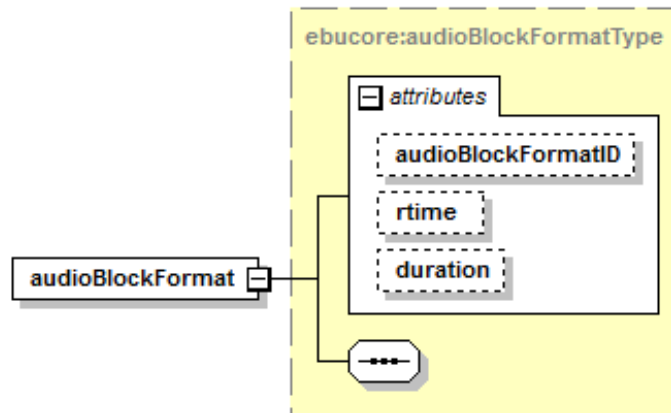 ebucore:audioBlockFormatType
attributes
audioBlockFormatID
rtime
duration
audioBlockFormat